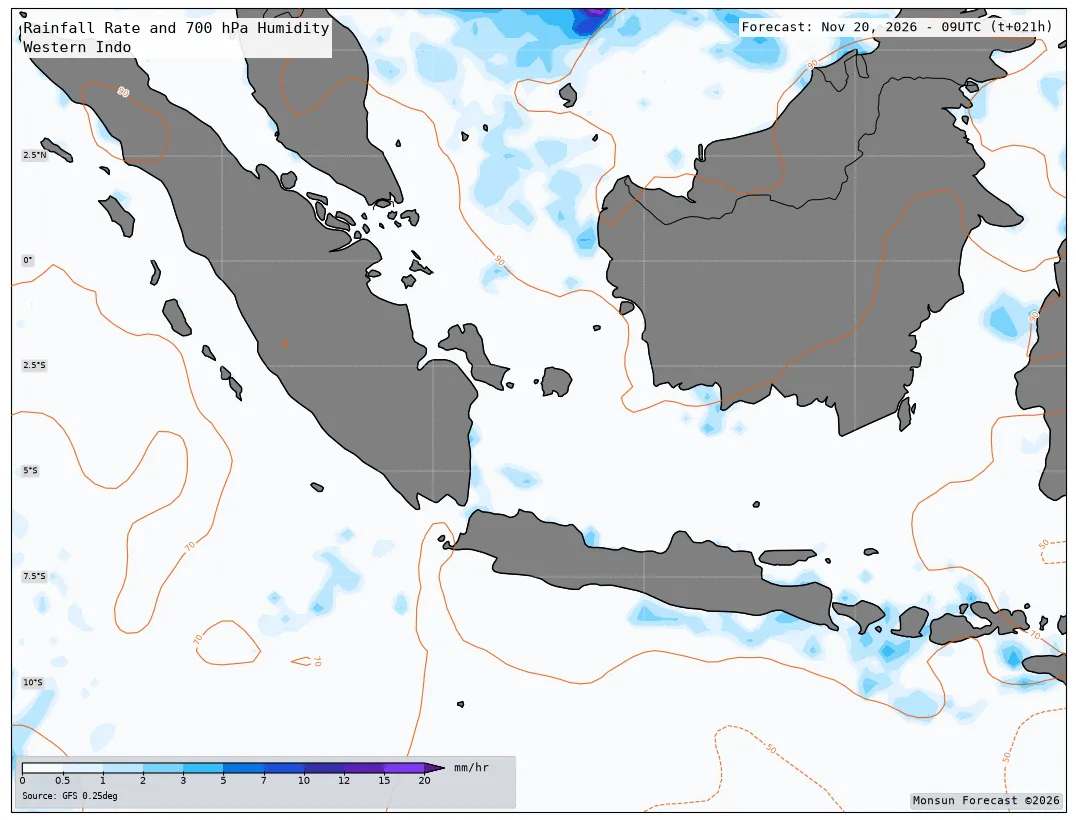 Rainfall Rate and 700 hPa Humidity
Western Indo
Forecast: Nov 20, 2026 - 09UTC (t+021h)
90
90
2.5°N
90
0°
90
2.5°S
5°S
70
50
7.5°S
70
70
70
10°S
50
50
0 0.5 1 2 3 5 7 10 12 15 20
mm/hr
Source: GFS 0.25deg
Monsun Forecast ©2026